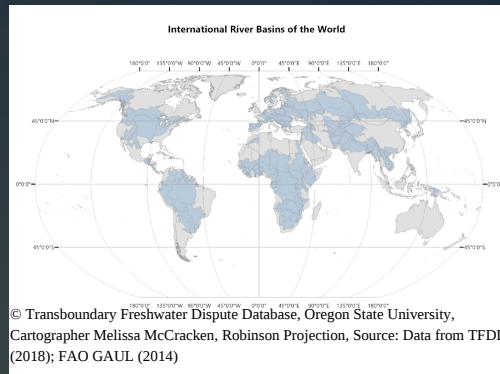 International River Basins of the World
180°0'0" 135°0'0"W 90°0'0"W 45°0'0"W 0°0'0" 45°0'0"E 90°0'0"E 135°0'0"E 180°0'0"
45°0'0"N 45°0'0"N
0°0'0" 0°0'0"
45°0'0"S 45°0'0"S
180°0'0" 135°0'0"W 90°0'0"W 45°0'0"W 0°0'0" 45°0'0"E 90°0'0"E 135°0'0"E 180°0'0"
© Transboundary Freshwater Dispute Database, Oregon State University,
Cartographer Melissa McCracken, Robinson Projection, Source: Data from TFDD
(2018); FAO GAUL (2014)